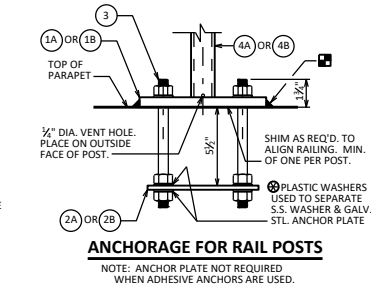 3
1A OR 1B
4A OR 4B
TOP OF
PARAPET
1¾"
¼" DIA. VENT HOLE.
PLACE ON OUTSIDE
FACE OF POST.
5½"
SHIM AS REQ'D. TO
ALIGN RAILING. MIN.
OF ONE PER POST.
PLASTIC WASHERS
USED TO SEPARATE
S.S. WASHER & GALV.
STL. ANCHOR PLATE
2A OR 2B
ANCHORAGE FOR RAIL POSTS
NOTE: ANCHOR PLATE NOT REQUIRED
WHEN ADHESIVE ANCHORS ARE USED.